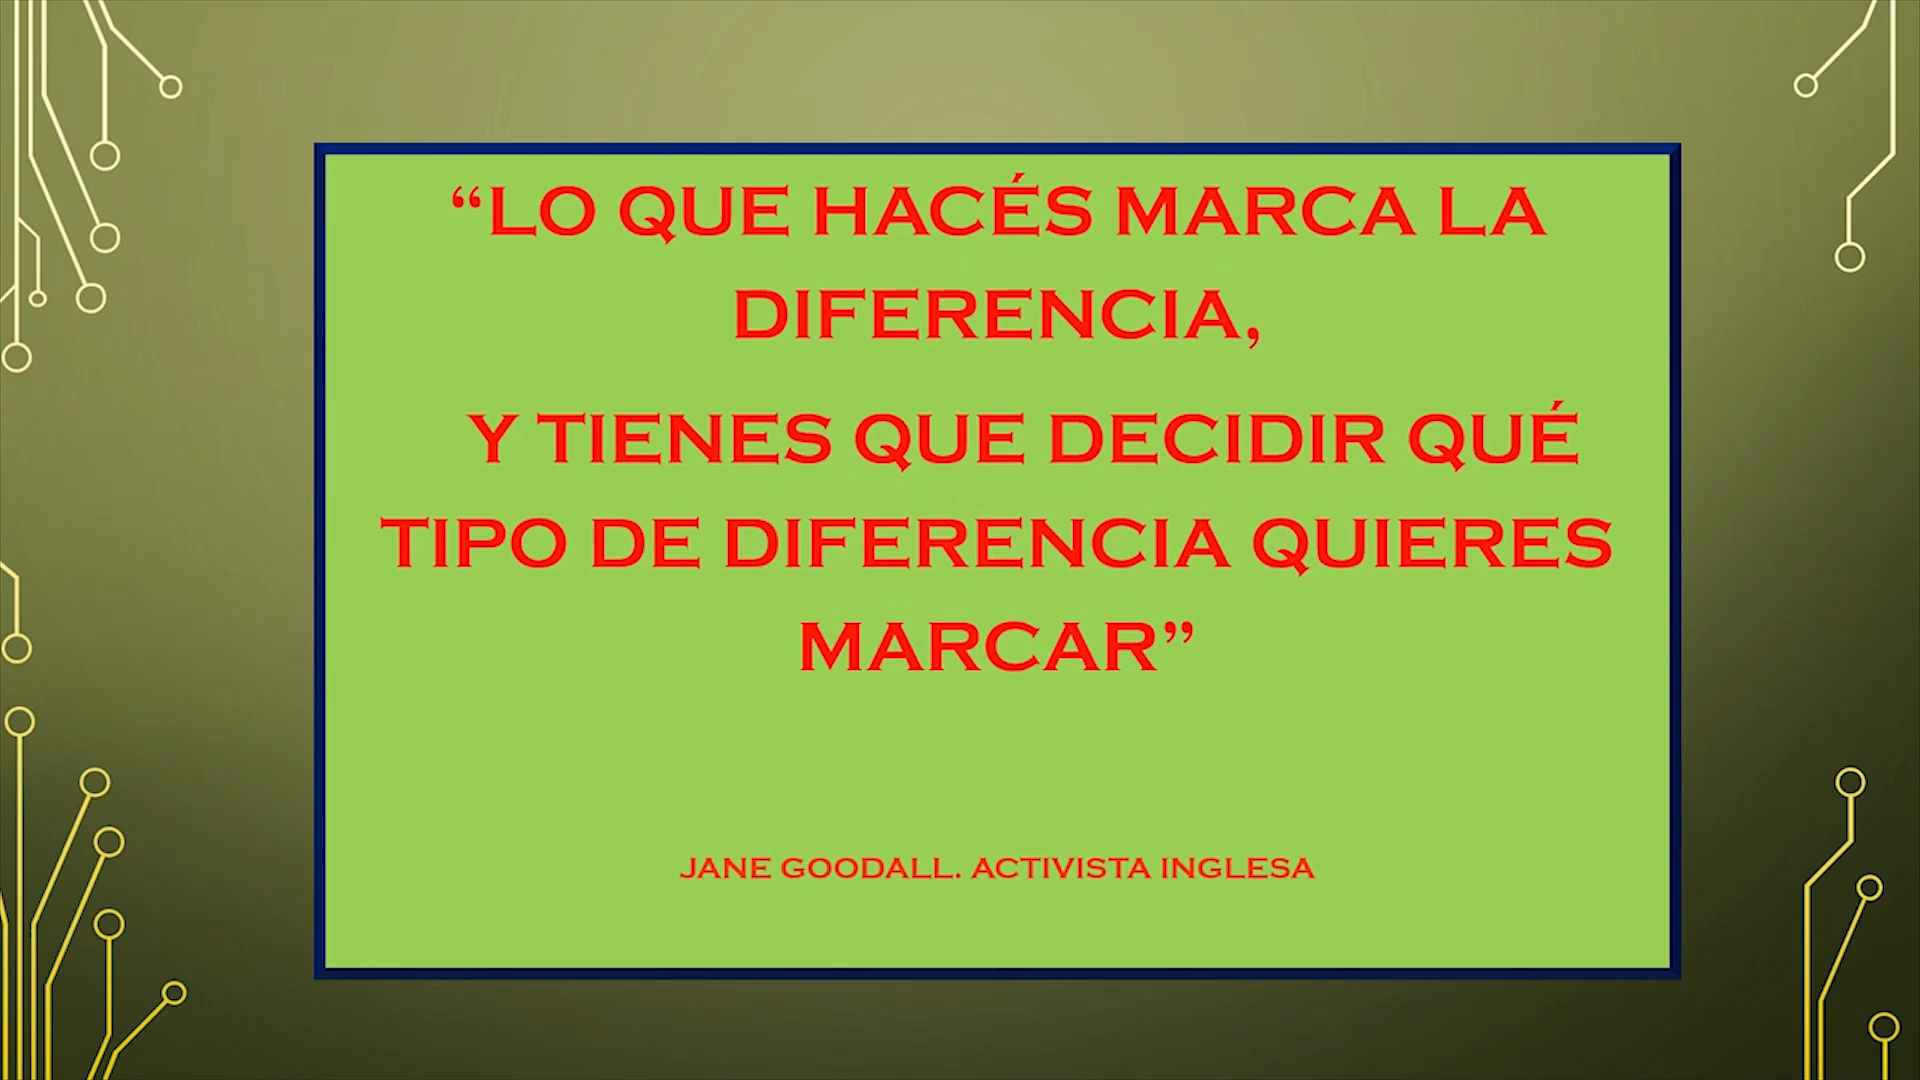 “LO QUE HACÉS MARCA LA
DIFERENCIA,
Y TIENES QUE DECIDIR QUÉ
TIPO DE DIFERENCIA QUIERES
MARCAR”
JANE GOODALL. ACTIVISTA INGLESA